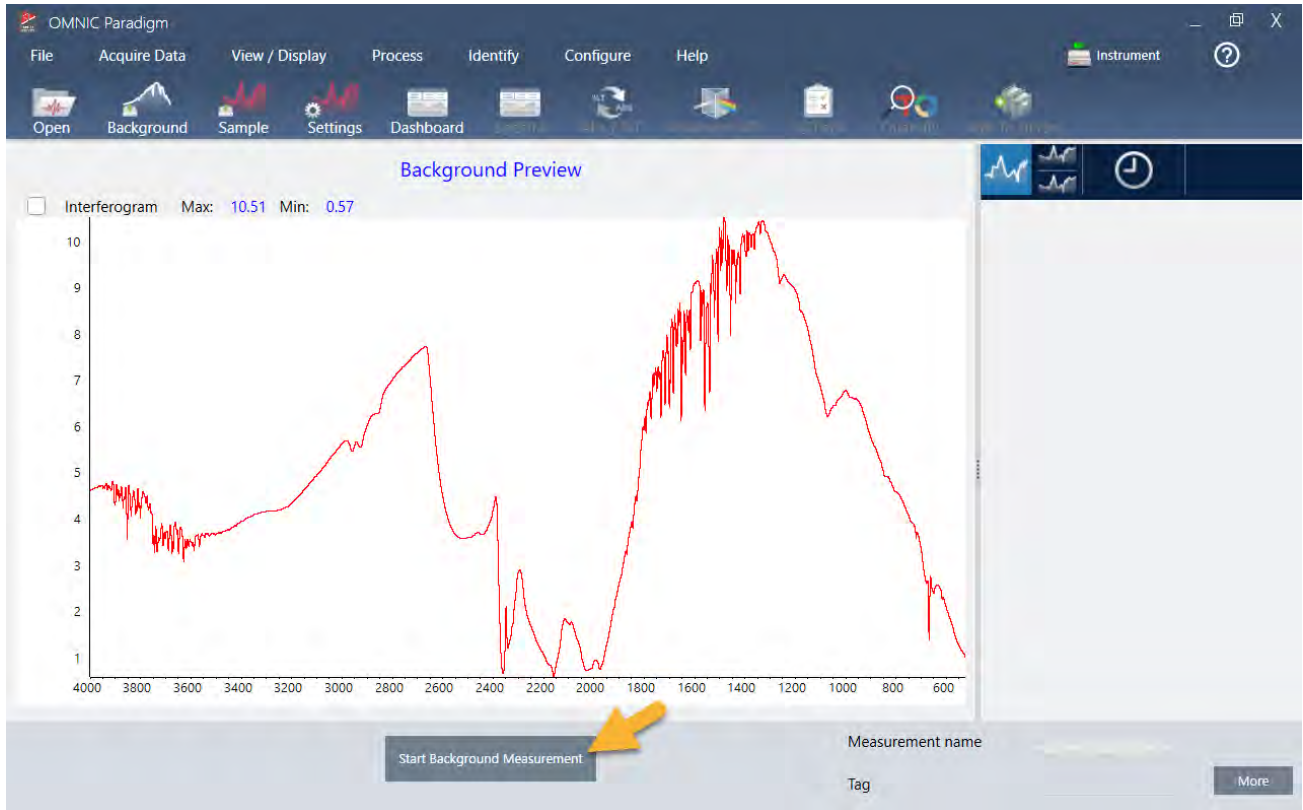 OMNIC Paradigm
X
File Acquire Data View / Display Process Identify Configure Help Instrument ?
Open Background Sample Settings Dashboard
Background Preview
Interferogram Max: 10.51 Min: 0.57
10
9
8
7
6
5
4
3
2
1
4000 3800 3600 3400 3200 3000 2800 2600 2400 2200 2000 1800 1600 1400 1200 1000 800 600
Start Background Measurement
Measurement name
Tag
More